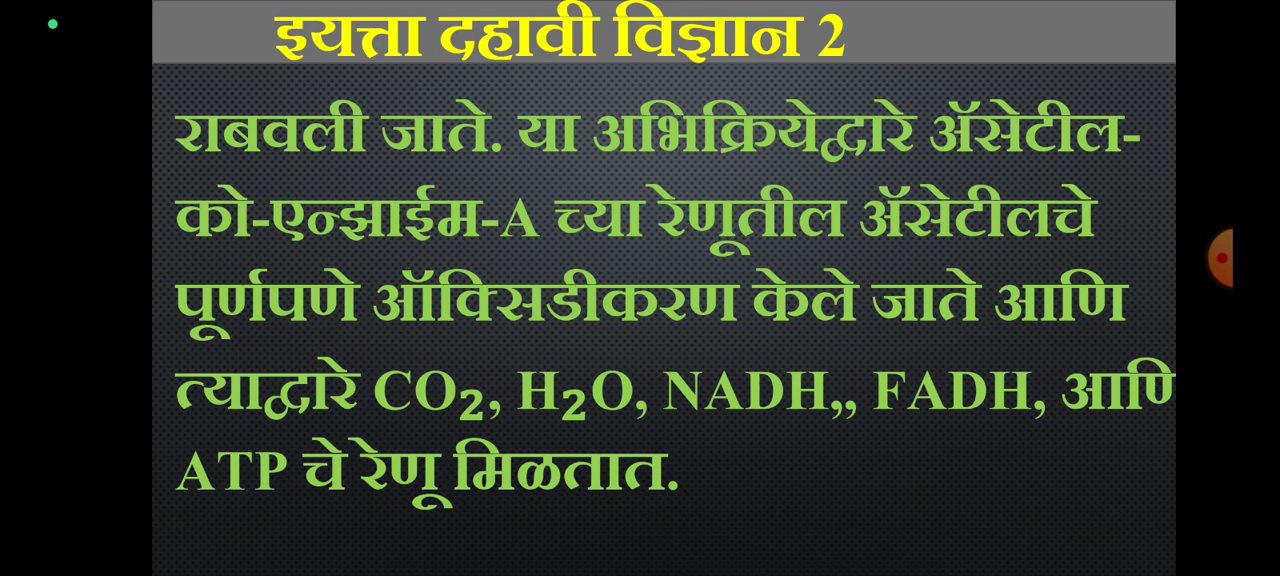 इयत्ता दहावी विज्ञान 2
राबवली जाते. या अभिक्रियेद्वारे ॲसेटील-
को-एन्झाईम-A च्या रेणूतील ॲसेटीलचे
पूर्णपणे ऑक्सिडीकरण केले जाते आणि
त्याद्वारे CO₂, H₂O, NADH,, FADH, आणि
ATP चे रेणू मिळतात.